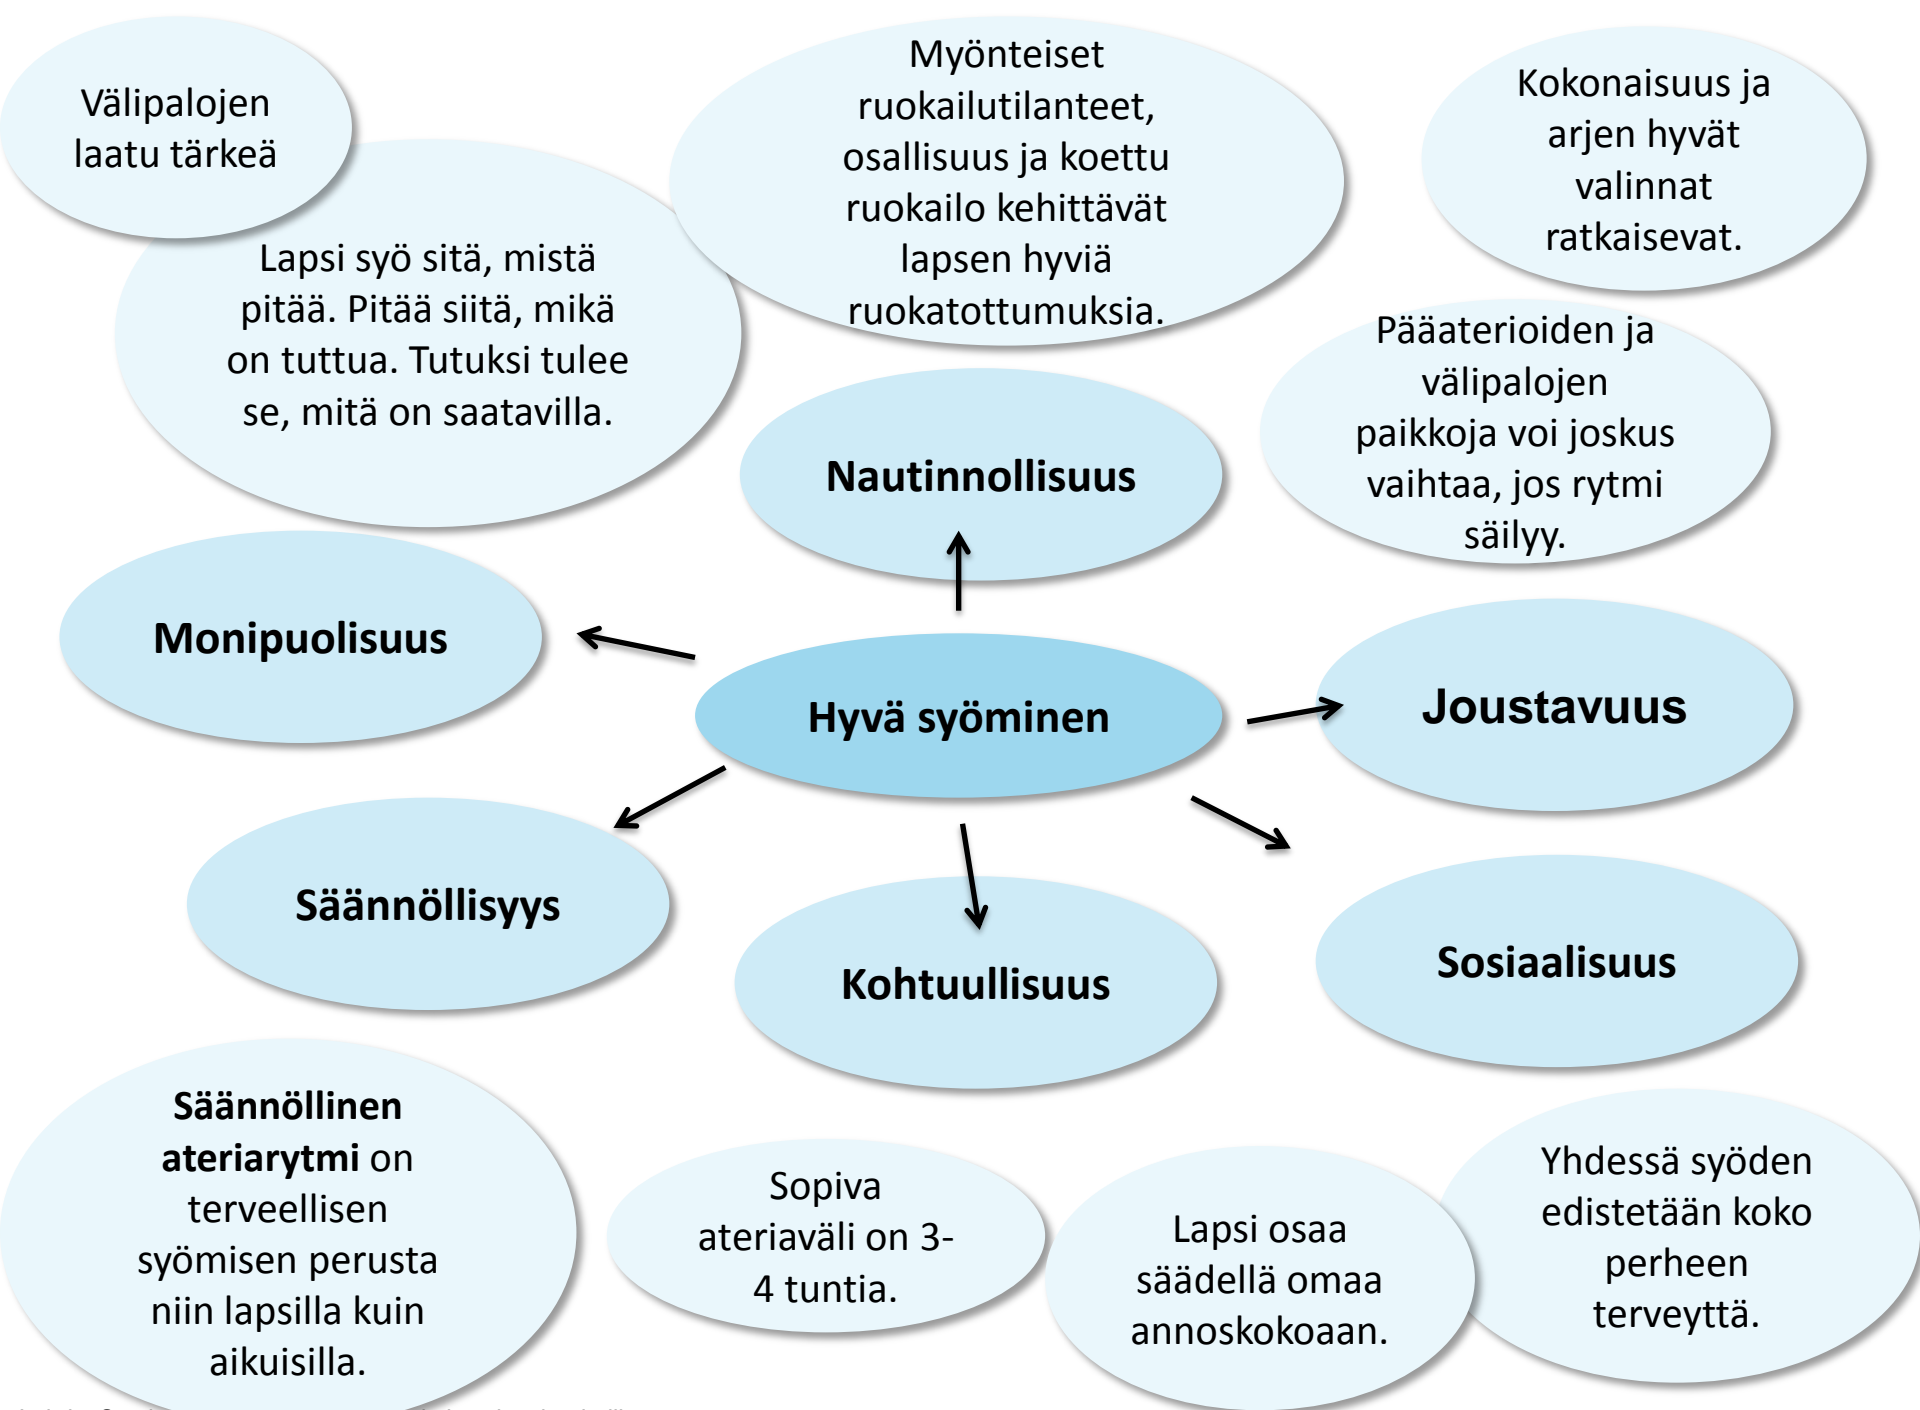 Välipalojen
laatu tärkeä
Lapsi syö sitä, mistä
pitää. Pitää siitä, mikä
on tuttua. Tutuksi tulee
se, mitä on saatavilla.
Myönteiset
ruokailutilanteet,
osallisuus ja koettu
ruokailo kehittävät
lapsen hyviä
ruokatottumuksia.
Kokonaisuus ja
arjen hyvät
valinnat
ratkaisevat.
Pääaterioiden ja
välipalojen
paikkoja voi joskus
vaihtaa, jos rytmi
säilyy.
Nautinnollisuus
Monipuolisuus
Hyvä syöminen
Joustavuus
Säännöllisyys
Kohtuullisuus
Sosiaalisuus
Säännöllinen
ateriarytmi on
terveellisen
syömisen perusta
niin lapsilla kuin
aikuisilla.
Sopiva
ateriaväli on 3-
4 tuntia.
Lapsi osaa
säädellä omaa
annoskokoaan.
Yhdessä syöden
edistetään koko
perheen
terveyttä.